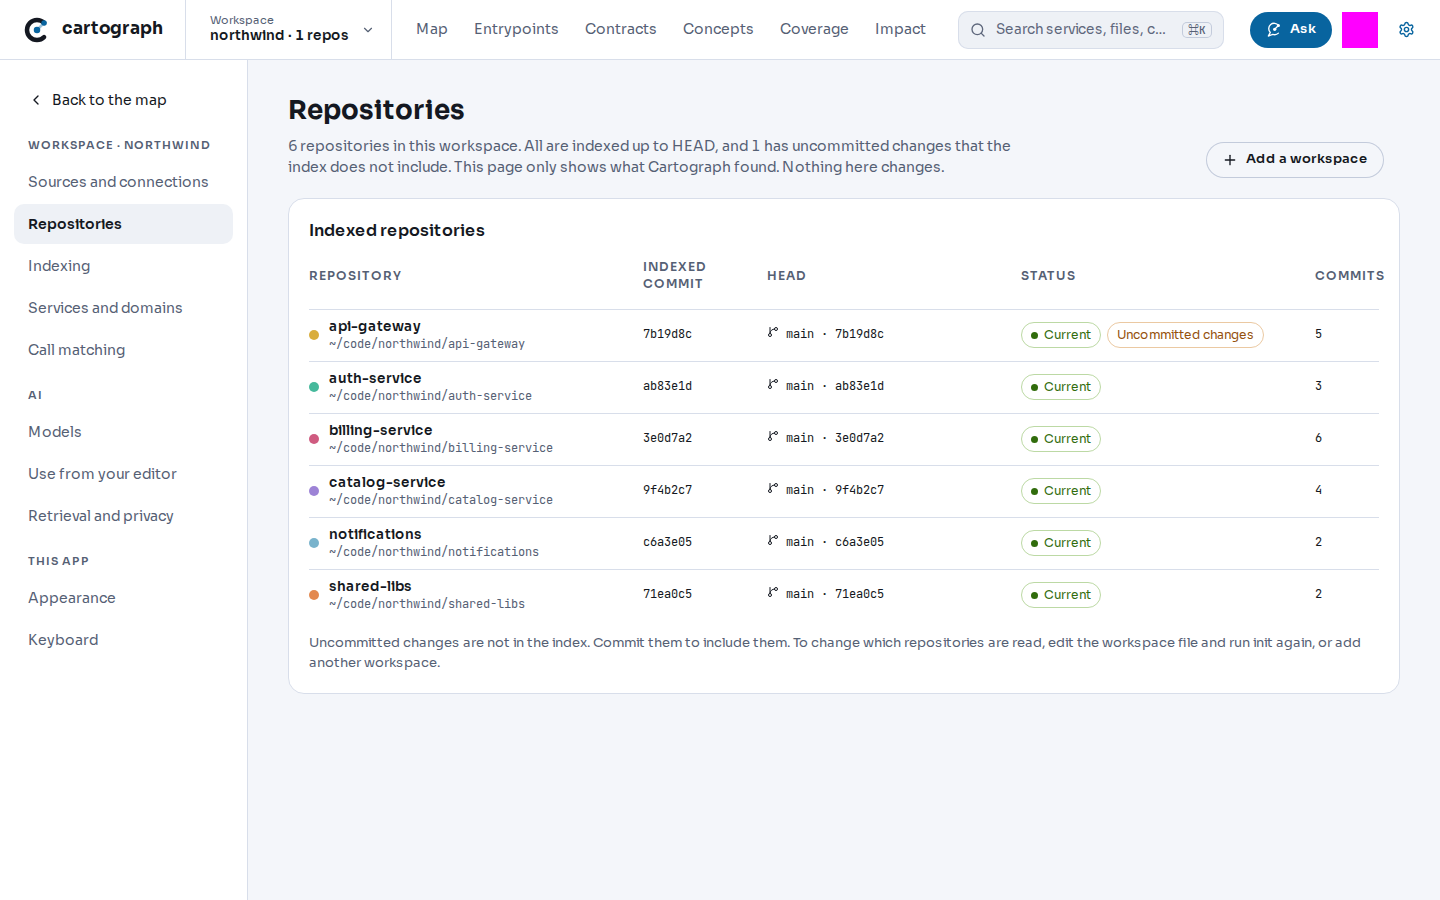 cartograph
Workspace
northwind · 1 repos
Map
Entrypoints
Contracts
Concepts
Coverage
Impact
Search services, files, c...
⌘K
Ask
Back to the map
WORKSPACE · NORTHWIND
Sources and connections
Repositories
Indexing
Services and domains
Call matching
AI
Models
Use from your editor
Retrieval and privacy
THIS APP
Appearance
Keyboard
Repositories
6 repositories in this workspace. All are indexed up to HEAD, and 1 has uncommitted changes that the
index does not include. This page only shows what Cartograph found. Nothing here changes.
Add a workspace
Indexed repositories
REPOSITORY
INDEXED
COMMIT
HEAD
STATUS
COMMITS
api-gateway
~/code/northwind/api-gateway
7b19d8c
main · 7b19d8c
Current
Uncommitted changes
5
auth-service
~/code/northwind/auth-service
ab83e1d
main · ab83e1d
Current
3
billing-service
~/code/northwind/billing-service
3e0d7a2
main · 3e0d7a2
Current
6
catalog-service
~/code/northwind/catalog-service
9f4b2c7
main · 9f4b2c7
Current
4
notifications
~/code/northwind/notifications
c6a3e05
main · c6a3e05
Current
2
shared-libs
~/code/northwind/shared-libs
71ea0c5
main · 71ea0c5
Current
2
Uncommitted changes are not in the index. Commit them to include them. To change which repositories are read, edit the workspace file and run init again, or add
another workspace.